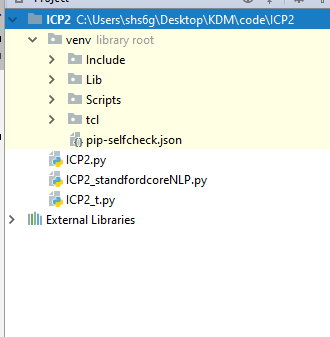 Project
ICP2 C:\Users\shs6g\Desktop\KDM\code\ICP2
venv library root
Include
Lib
Scripts
tcl
pip-selfcheck.json
ICP2.py
ICP2_standfordcoreNLP.py
ICP2_t.py
External Libraries